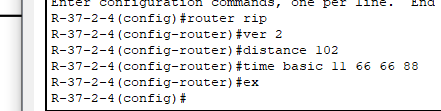 Enter configuration commands, one per line.  End
R-37-2-4(config)#router rip
R-37-2-4(config-router)#ver 2
R-37-2-4(config-router)#distance 102
R-37-2-4(config-router)#time basic 11 66 66 88
R-37-2-4(config-router)#ex
R-37-2-4(config)#